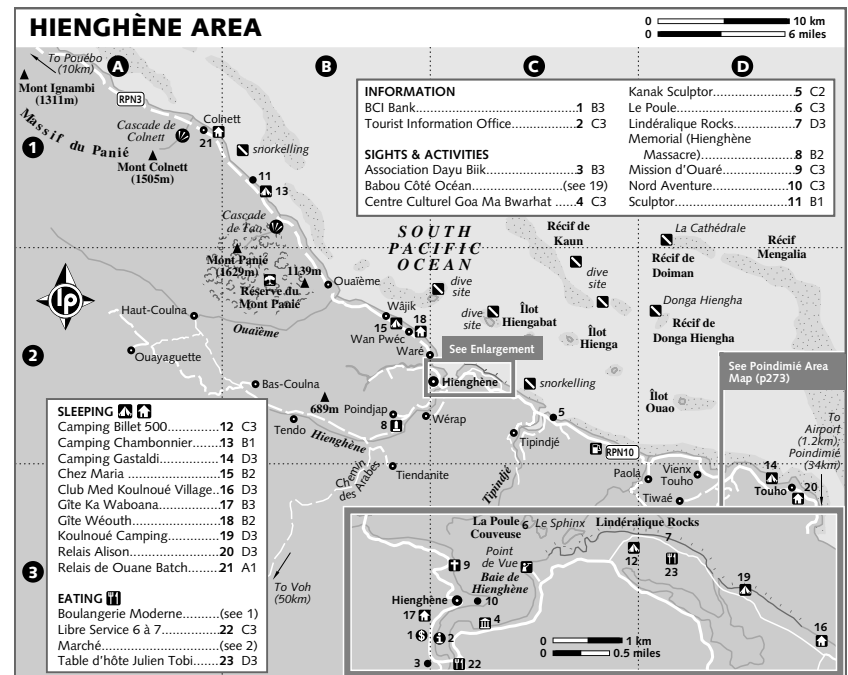 HIENGHÈNE AREA
0 10 km
0 6 miles
To Pouébo
(10km)
A
B
C
D
Mont Ignambi
(1311m)
RPN3
Massif du Panié
Cascade de
Colnett
Colnett
21
1
Mont Colnett
(1505m)
snorkelling
11
13
INFORMATION
BCI Bank....................................1 B3
Tourist Information Office...............2 C3
SIGHTS & ACTIVITIES
Association Dayu Biik....................3 B3
Babou Côté Océan.....................(see 19)
Centre Culturel Goa Ma Bwarhat ......4 C3
Kanak Sculptor...........................5 C2
Le Poule....................................6 C3
Lindéralique Rocks.......................7 D3
Memorial (Hienghène
Massacre)..................................8 B2
Mission d'Ouaré..........................9 C3
Nord Aventure...........................10 C3
Sculptor...................................11 B1
Cascade
de Tao
Mont Panié
(1629m)
1139m
Réserve du
Mont Panié
Ouaïème
Ouaïème
SOUTH
PACIFIC
OCEAN
Récif de
Kaun
La Cathédrale
Récif
Mengalia
Récif de
Doiman
dive
site
dive
site
dive
site
Donga Hiengha
Récif de
Donga Hiengha
Îlot
Hiengabat
Îlot
Hienga
Haut-Coulna
Wâjik
15
18
Wan Pwéc
Waré
2
Ouayaguette
See Enlargement
Hienghène
snorkelling
See Poindimié Area
Map (p273)
Îlot
Ouao
Bas-Coulna
689m
Poindjap
8
Wérap
5
To
Airport
(1.2km);
Poindimié
(34km)
Tendo
Hienghène
Tipindjé
RPN10
Chemin
des Arabes
Tiendanite
Tipindjé
Paola
Vienx
Touho
14
Touho
20
Tiwaé
SLEEPING
Camping Billet 500......................12 C3
Camping Chambonnier................13 B1
Camping Gastaldi.......................14 D3
Chez Maria ..............................15 B2
Club Med Koulnoué Village..16 D3
Gîte Ka Waboana.......................17 B3
Gîte Wéouth.............................18 B2
Koulnoué Camping.....................19 D3
Relais Alison.............................20 D3
Relais de Ouane Batch................21 A1
EATING
Boulangerie Moderne...............(see 1)
Libre Service 6 à 7.....................22 C3
Marché..................................(see 2)
Table d'hôte Julien Tobi..............23 D3
3
To Voh
(50km)
La Poule
Couveuse
6
Le Sphinx
Lindéralique Rocks
7
Point
de Vue
Baie de
Hienghène
9
12
23
19
Hienghène
10
17
4
16
1
2
3
22
0 1 km
0 0.5 miles
lp